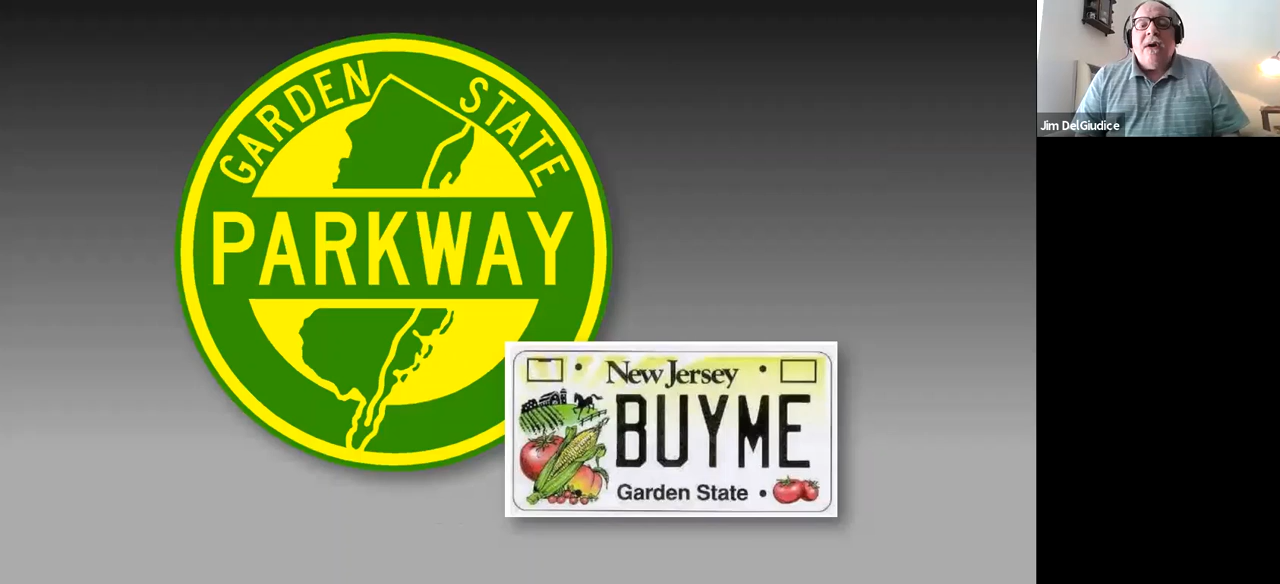 GARDEN STATE
PARKWAY
New Jersey
BUYME
Garden State
Jim DelGiudice